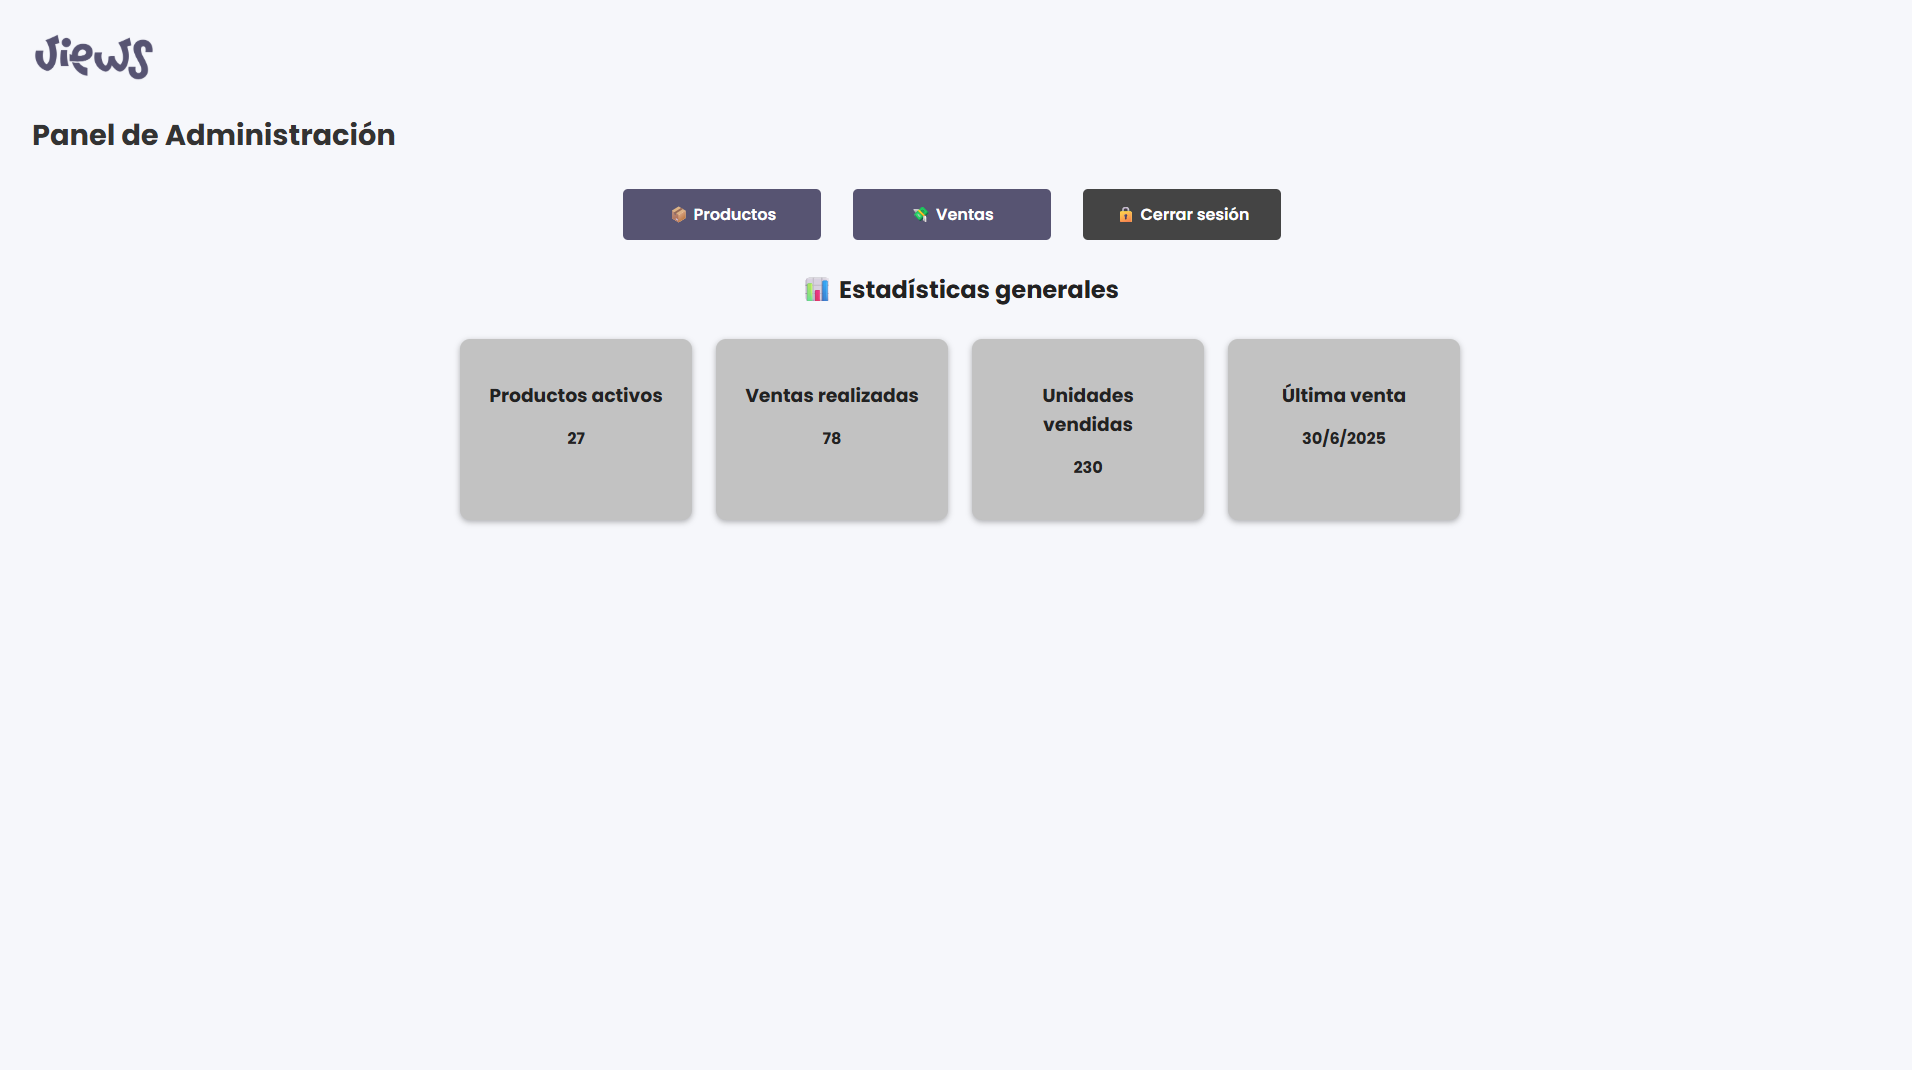 views
Panel de Administración
📦 Productos
💸 Ventas
🔒 Cerrar sesión
📊 Estadísticas generales
Productos activos
27
Ventas realizadas
78
Unidades
vendidas
230
Última venta
30/6/2025